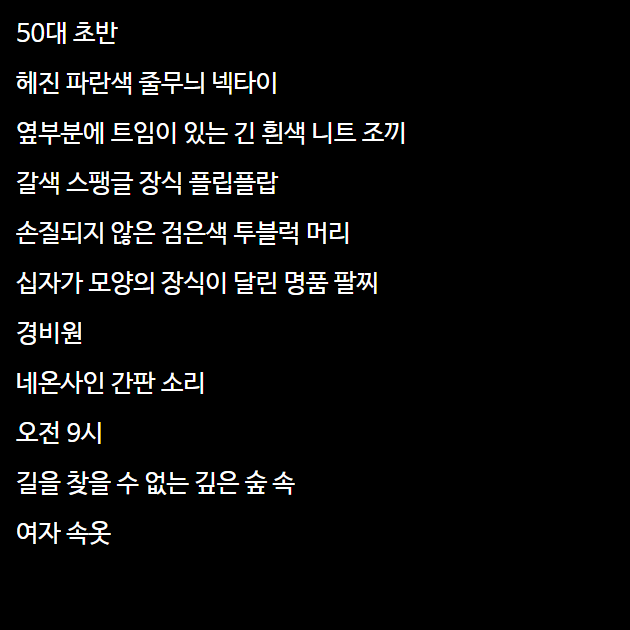 50대 초반
헤진 파란색 줄무늬 넥타이
옆부분에 트임이 있는 긴 흰색 니트 조끼
갈색 스팽글 장식 플립플랍
손질되지 않은 검은색 투블럭 머리
십자가 모양의 장식이 달린 명품 팔찌
경비원
네온사인 간판 소리
오전 9시
길을 찾을 수 없는 깊은 숲 속
여자 속옷